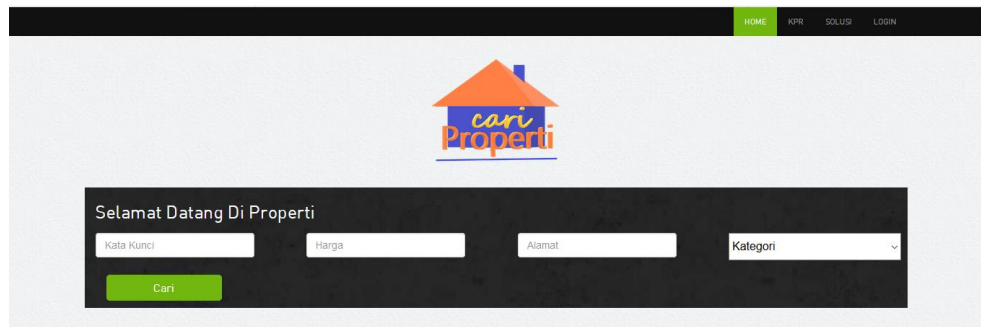 HOME KPR SOLUSI LOGIN
cari
Properti
Selamat Datang Di Properti
Kata Kunci Harga Alamat Kategori
Cari